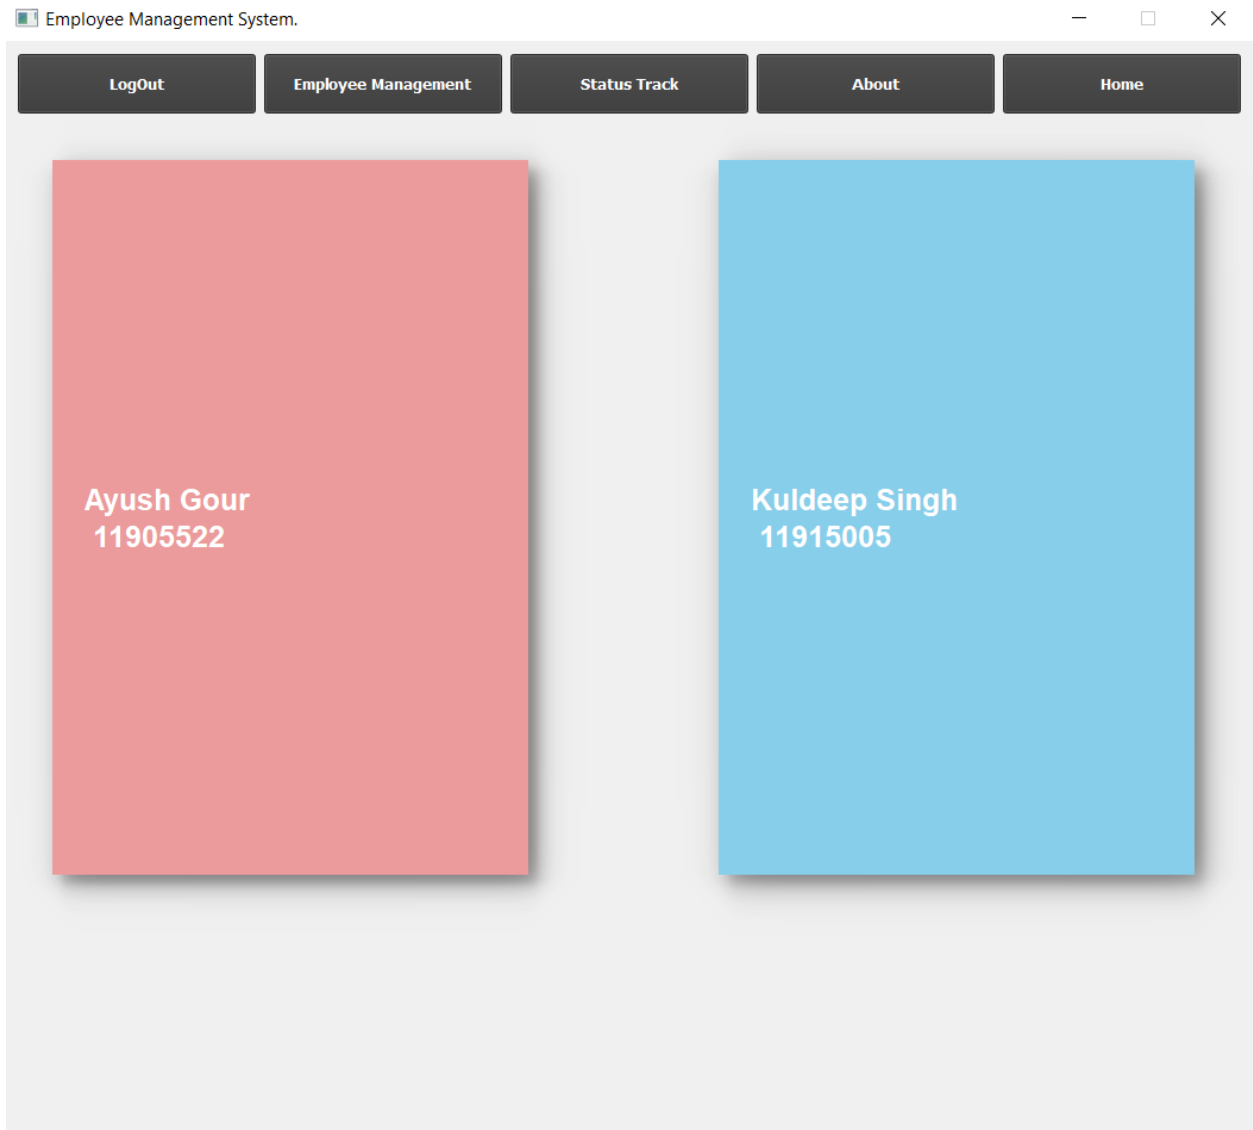 Employee Management System.
LogOut
Employee Management
Status Track
About
Home
Ayush Gour
11905522
Kuldeep Singh
11915005